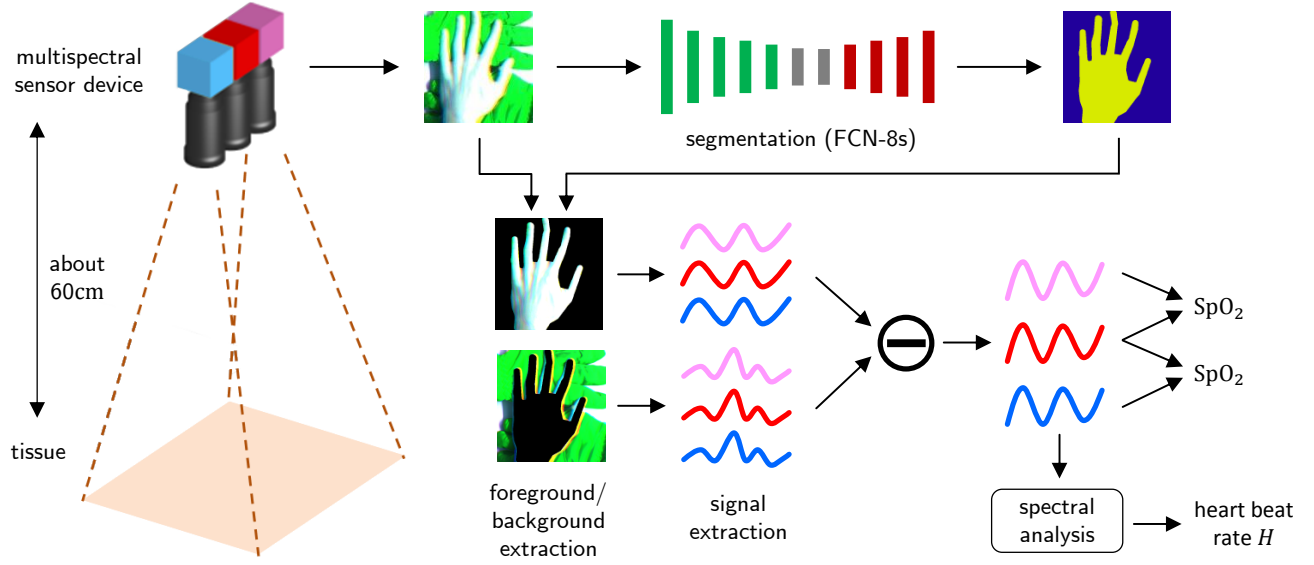 multispectral
sensor device
segmentation (FCN-8s)
about
60cm
SpO₂
SpO₂
tissue
foreground/
background
extraction
signal
extraction
spectral
analysis
heart beat
rate H